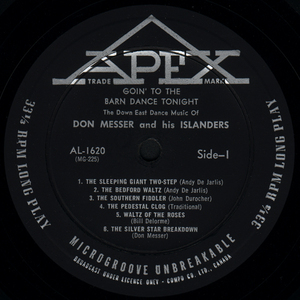 APEX
TRADE MARK
GOIN' TO THE
BARN DANCE TONIGHT
The Down East Dance Music Of
DON MESSER and his ISLANDERS
AL-1620
(MG-225)
Side-I
1. THE SLEEPING GIANT TWO-STEP (Andy De Jarlis)
2. THE BEDFORD WALTZ (Andy De Jarlis)
3. THE SOUTHERN FIDDLER (John Durocher)
4. THE PEDESTAL CLOG (Traditional)
5. WALTZ OF THE ROSES
(Bill Delorme)
6. THE SILVER STAR BREAKDOWN
(Don Messer)
33⅓ RPM LONG PLAY
33⅓ RPM LONG PLAY
MICROGROOVE UNBREAKABLE
BROADCAST UNDER LICENCE ONLY - COMPO CO. LTD., CANADA